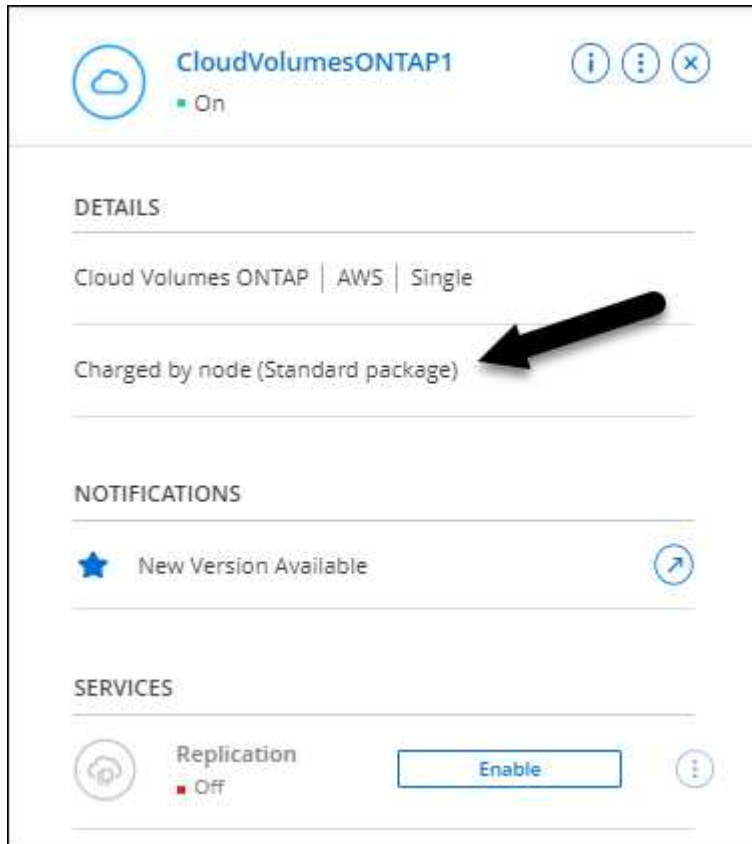 CloudVolumesONTAP1
On
DETAILS
Cloud Volumes ONTAP | AWS | Single
Charged by node (Standard package)
NOTIFICATIONS
New Version Available
SERVICES
Replication
Enable
Off